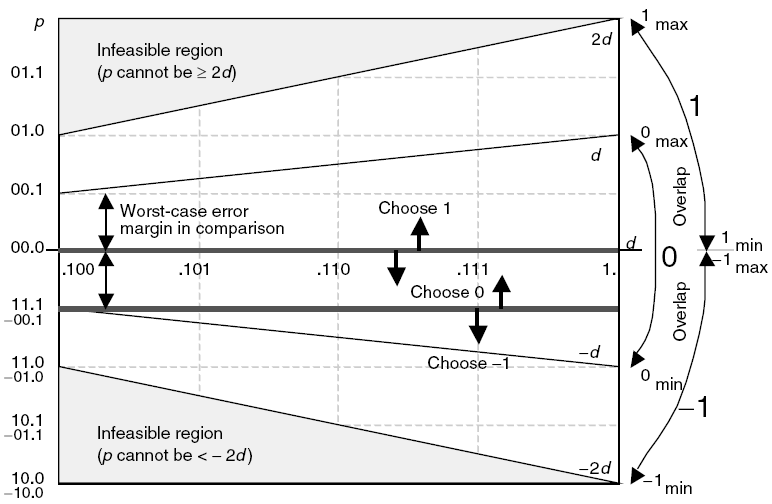 p
1 max
2d
Infeasible region
(p cannot be ≥ 2d)
01.1
1
01.0
0 max
d
Overlap
00.1
Worst-case error
margin in comparison
Choose 1
00.0
d
0
1 min
−1 max
.100
.101
.110
.111
1.
Choose 0
11.1
−00.1
Overlap
Choose −1
−d
11.0
−01.0
0 min
−1
10.1
−01.1
Infeasible region
(p cannot be < − 2d)
−2d
10.0
−10.0
−1 min